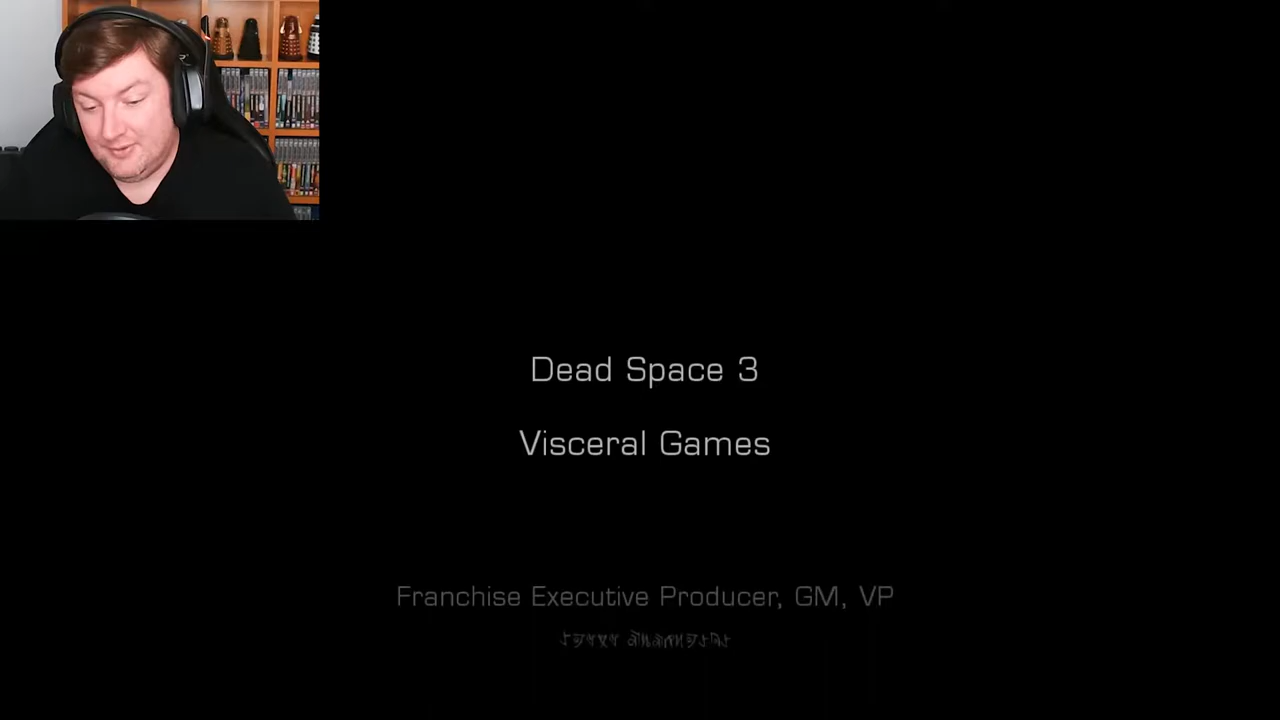 Dead Space 3
Visceral Games
Franchise Executive Producer, GM, VP